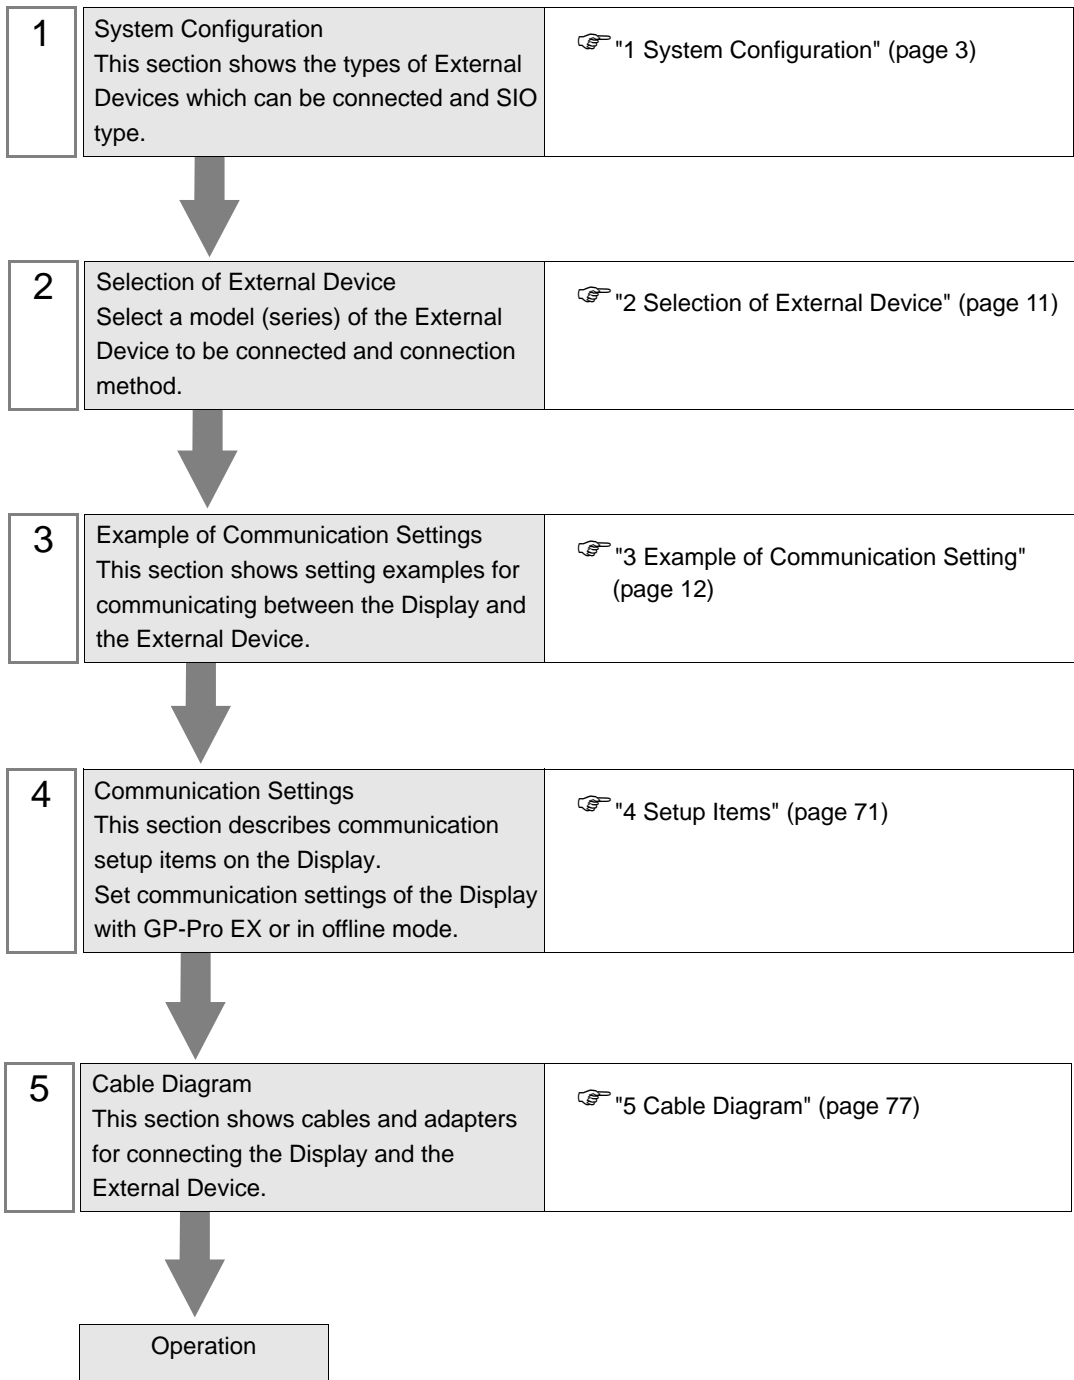 1
System Configuration
This section shows the types of External
Devices which can be connected and SIO
type.
"1 System Configuration" (page 3)
2
Selection of External Device
Select a model (series) of the External
Device to be connected and connection
method.
"2 Selection of External Device" (page 11)
3
Example of Communication Settings
This section shows setting examples for
communicating between the Display and
the External Device.
"3 Example of Communication Setting"
(page 12)
4
Communication Settings
This section describes communication
setup items on the Display.
Set communication settings of the Display
with GP-Pro EX or in offline mode.
"4 Setup Items" (page 71)
5
Cable Diagram
This section shows cables and adapters
for connecting the Display and the
External Device.
"5 Cable Diagram" (page 77)
Operation